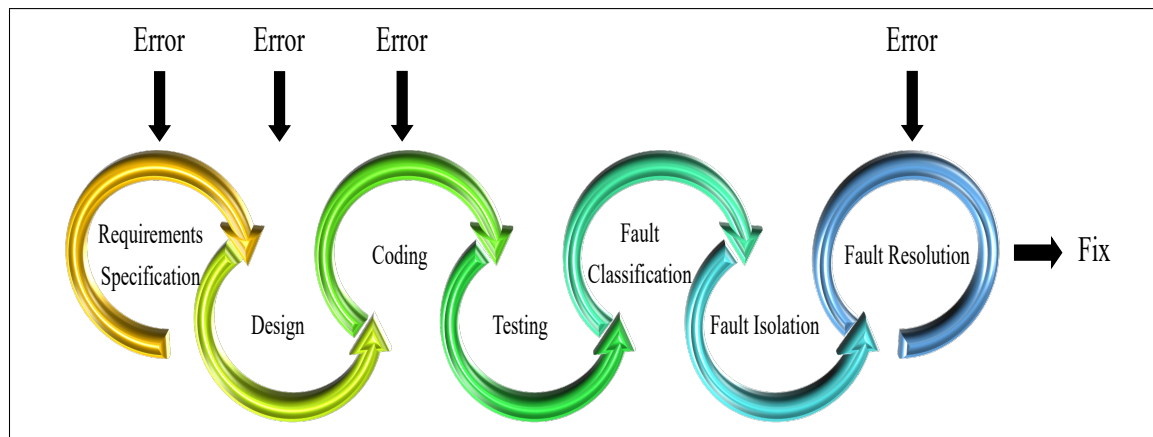 Error
Error
Error
Error
Requirements
Specification
Design
Coding
Testing
Fault
Classification
Fault Isolation
Fault Resolution
Fix